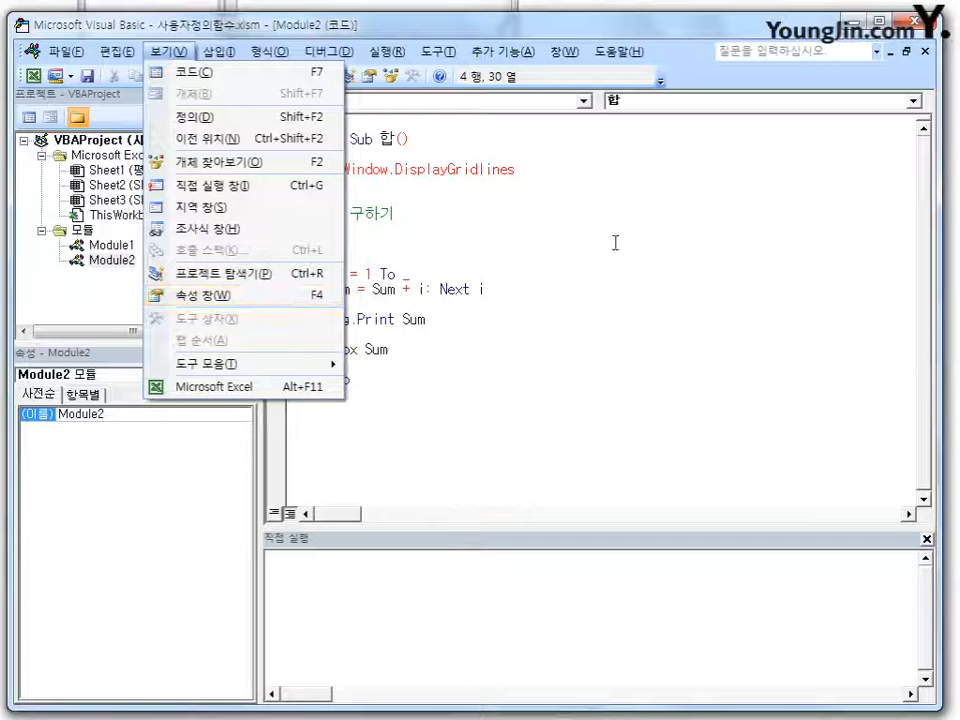 Microsoft Visual Basic - 사용자정의함수.xlsm - [Module2 (코드)]
Younglin.com Y.
파일(F) 편집(E) 보기(V) 삽입(I) 형식(O) 디버그(D) 실행(R) 도구(T) 추가 기능(A) 창(W) 도움말(H) 질문을 입력하십시오.
4 행, 30 열
프로젝트 - VBAProject
VBAProject (사
Microsoft Exc
Sheet1 (평
Sheet2 (Sl
Sheet3 (Sl
ThisWorkb
모듈
Module1
Module2
속성 - Module2
Module2 모듈
사전순 항목별
(이름) Module2
코드(C) F7
개체(B) Shift+F7
정의(D) Shift+F2
이전 위치(N) Ctrl+Shift+F2
개체 찾아보기(O) F2
직접 실행 창(I) Ctrl+G
지역 창(S)
조사식 창(H)
호출 스택(K)... Ctrl+L
프로젝트 탐색기(P) Ctrl+R
속성 창(W) F4
도구 상자(X)
탭 순서(A)
도구 모음(T)
Microsoft Excel Alt+F11
합
Sub 합()
Window.DisplayGridlines
구하기
= 1 To _
m = Sum + i: Next i
g.Print Sum
ox Sum
직접 실행